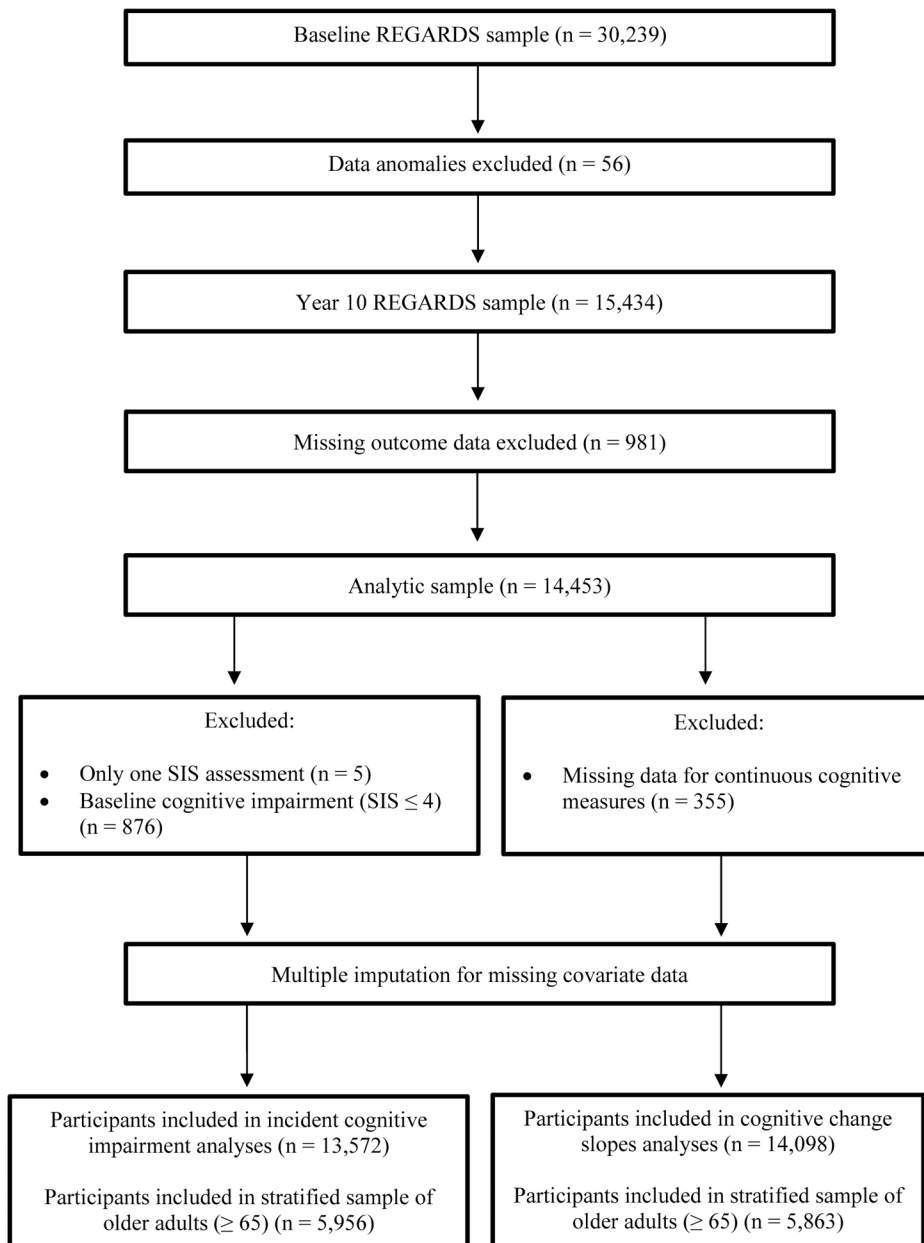 Baseline REGARDS sample (n = 30,239)
Data anomalies excluded (n = 56)
Year 10 REGARDS sample (n = 15,434)
Missing outcome data excluded (n = 981)
Analytic sample (n = 14,453)
Excluded:
• Only one SIS assessment (n = 5)
• Baseline cognitive impairment (SIS ≤ 4)
(n = 876)
Excluded:
• Missing data for continuous cognitive
measures (n = 355)
Multiple imputation for missing covariate data
Participants included in incident cognitive
impairment analyses (n = 13,572)
Participants included in stratified sample of
older adults (≥ 65) (n = 5,956)
Participants included in cognitive change
slopes analyses (n = 14,098)
Participants included in stratified sample of
older adults (≥ 65) (n = 5,863)